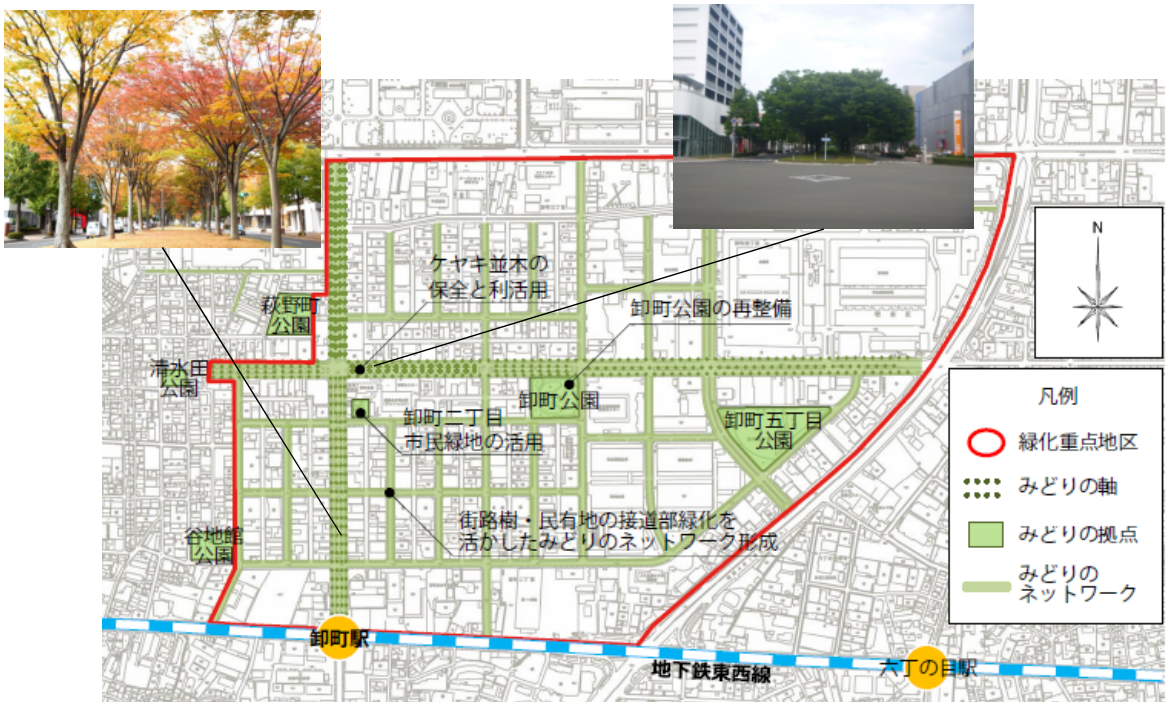 ケヤキ並木の
保全と利活用
卸町公園の再整備
萩野町
公園
清水田
公園
卸町公園
卸町二丁目
市民緑地の活用
卸町五丁目
公園
街路樹・民有地の接道部緑化を
活かしたみどりのネットワーク形成
谷地館
公園
卸町駅
地下鉄東西線
六丁の目駅
N
凡例
緑化重点地区
みどりの軸
みどりの拠点
みどりの
ネットワーク